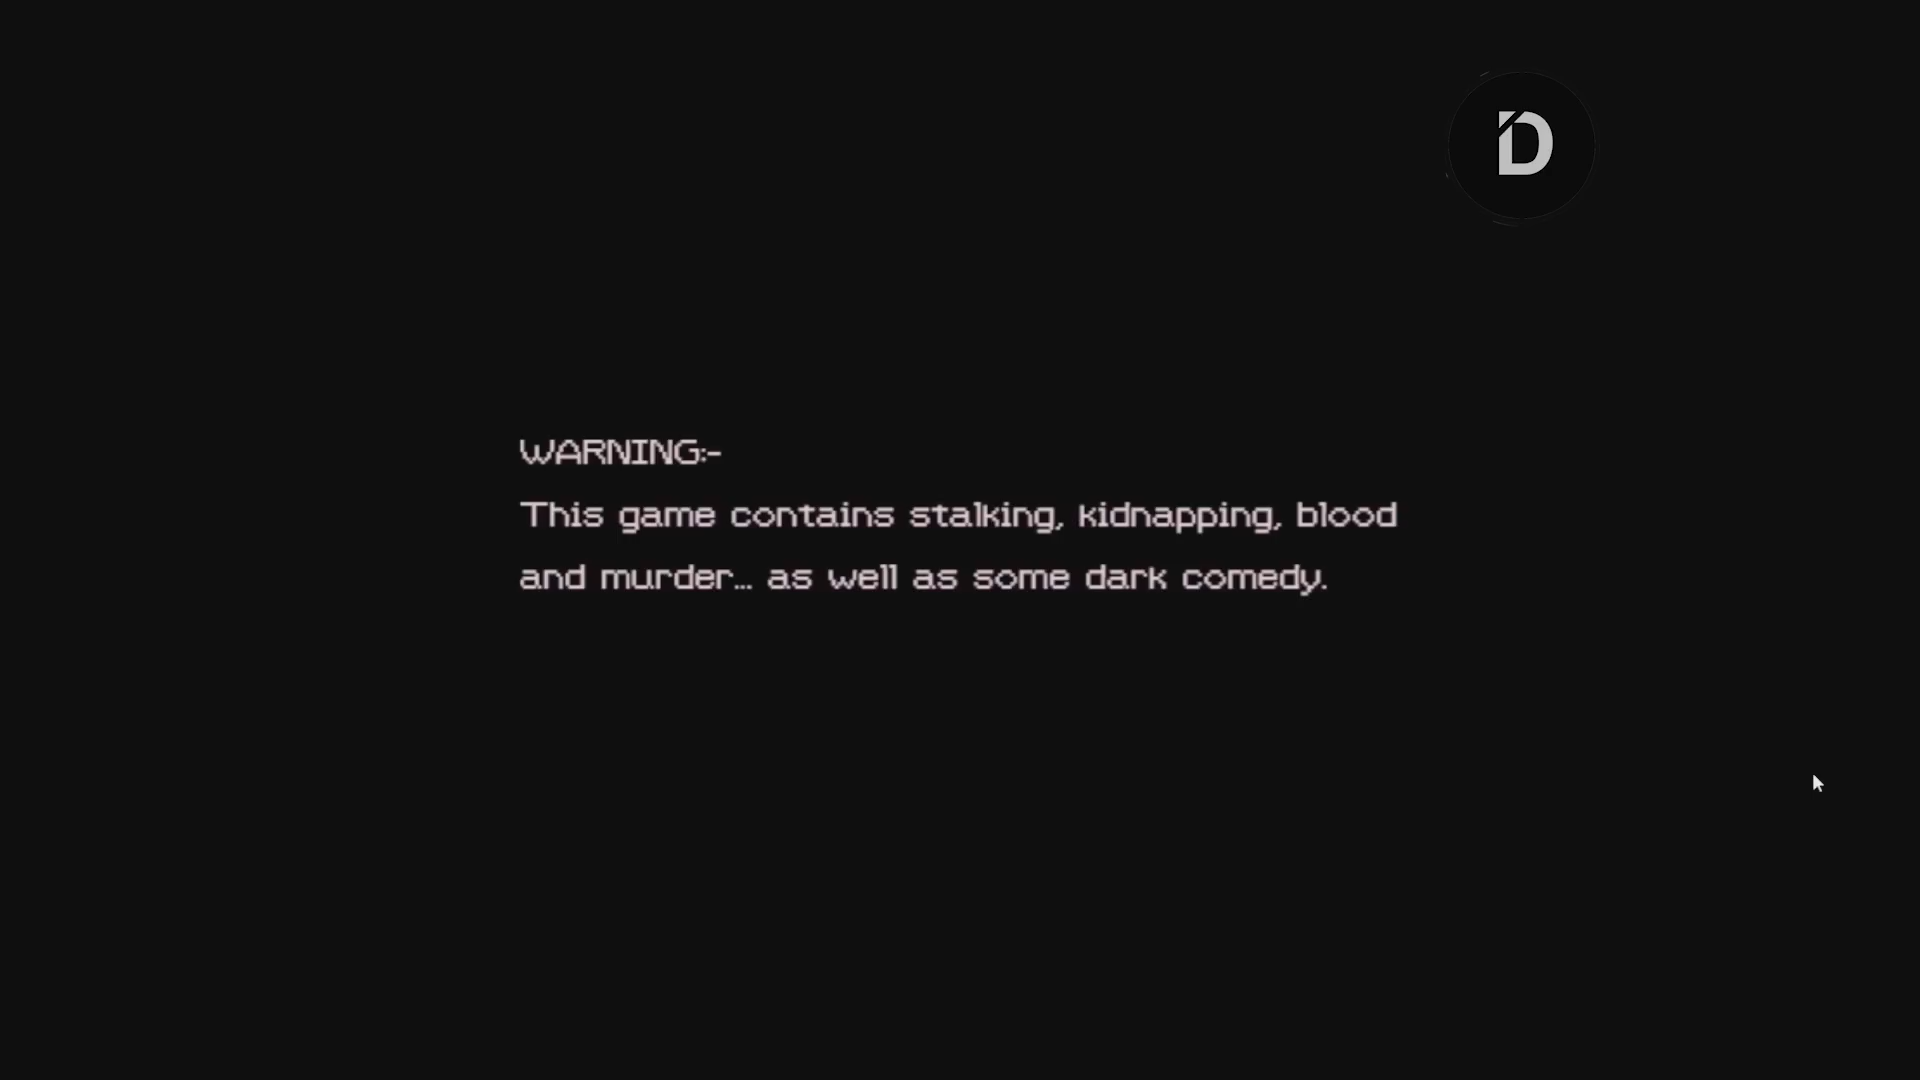 D
WARNING:-
This game contains stalking, kidnapping, blood
and murder... as well as some dark comedy.